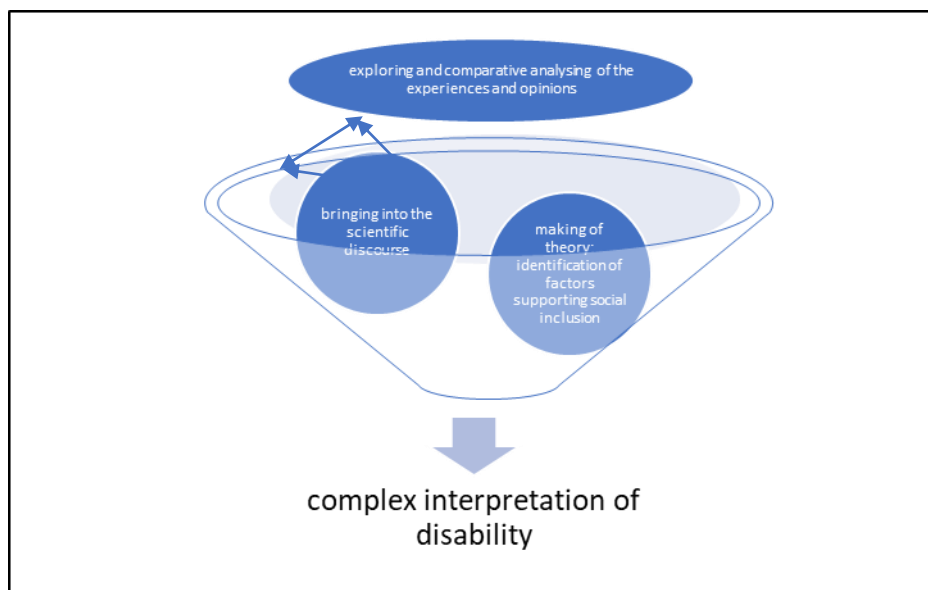 exploring and comparative analysing of the
experiences and opinions
bringing into the
scientific
discourse
making of
theory:
identification of
factors
supporting social
inclusion
complex interpretation of
disability